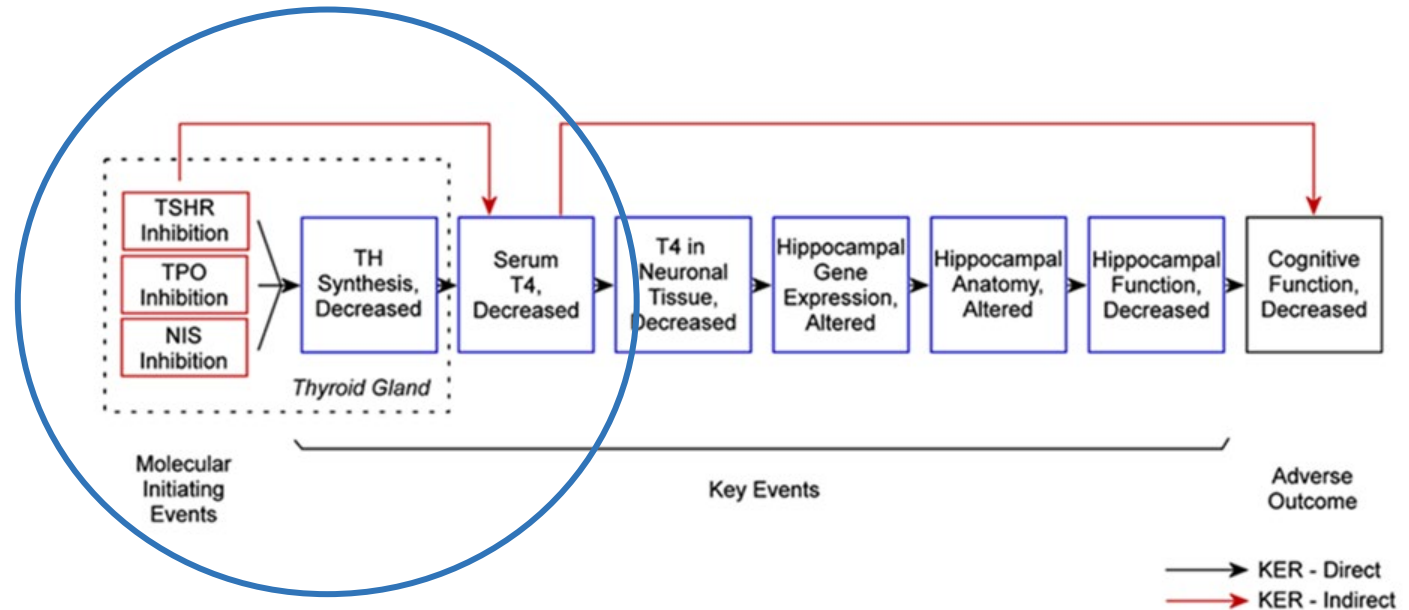 TSHR
Inhibition
TPO
Inhibition
NIS
Inhibition
TH
Synthesis,
Decreased
Thyroid Gland
Serum
T4,
Decreased
T4 in
Neuronal
Tissue,
Decreased
Hippocampal
Gene
Expression,
Altered
Hippocampal
Anatomy,
Altered
Hippocampal
Function,
Decreased
Cognitive
Function,
Decreased
Molecular
Initiating
Events
Key Events
Adverse
Outcome
KER - Direct
KER - Indirect